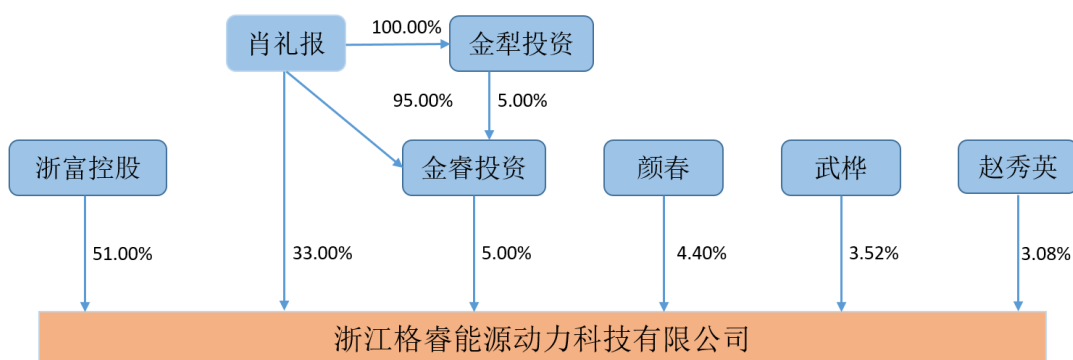 肖礼报
100.00%
金犁投资
95.00%
5.00%
浙富控股
金睿投资
颜春
武桦
赵秀英
51.00%
33.00%
5.00%
4.40%
3.52%
3.08%
浙江格睿能源动力科技有限公司